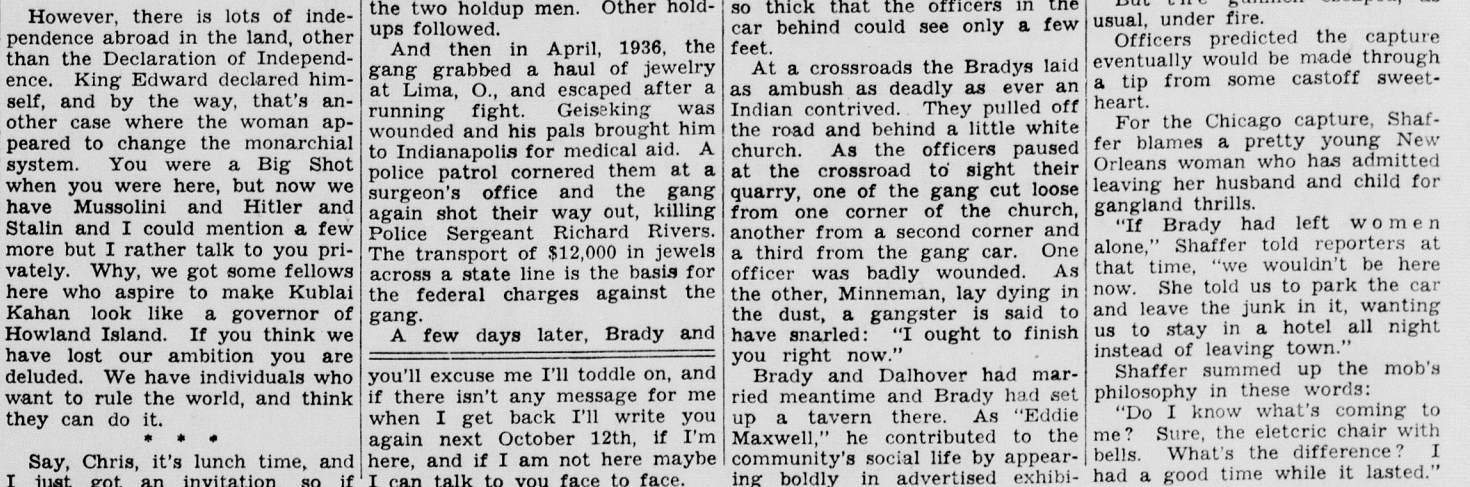 However, there is lots of inde-
pendence abroad in the land, other
than the Declaration of Independ-
ence. King Edward declared him-
self, and by the way, that's an-
other case where the woman ap-
peared to change the monarchial
system. You were a Big Shot
when you were here, but now we
have Mussolini and Hitler and
Stalin and I could mention a few
more but I rather talk to you pri-
vately. Why, we got some fellows
here who aspire to make Kublai
Kahan look like a governor of
Howland Island. If you think we
have lost our ambition you are
deluded. We have individuals who
want to rule the world, and think
they can do it.
* * *
Say, Chris, it's lunch time, and
I just got an invitation so if
the two holdup men. Other hold-
ups followed.
And then in April, 1936, the
gang grabbed a haul of jewelry
at Lima, O., and escaped after a
running fight. Geiseking was
wounded and his pals brought him
to Indianapolis for medical aid. A
police patrol cornered them at a
surgeon's office and the gang
again shot their way out, killing
Police Sergeant Richard Rivers.
The transport of $12,000 in jewels
across a state line is the basis for
the federal charges against the
gang.
A few days later, Brady and
you'll excuse me I'll toddle on, and
if there isn't any message for me
when I get back I'll write you
again next October 12th, if I'm
here, and if I am not here maybe
I can talk to you face to face.
so thick that the officers in the
car behind could see only a few
feet.
At a crossroads the Bradys laid
as ambush as deadly as ever an
Indian contrived. They pulled off
the road and behind a little white
church. As the officers paused
at the crossroad to sight their
quarry, one of the gang cut loose
from one corner of the church,
another from a second corner and
a third from the gang car. One
officer was badly wounded. As
the other, Minneman, lay dying in
the dust, a gangster is said to
have snarled: "I ought to finish
you right now."
Brady and Dalhover had mar-
ried meantime and Brady had set
up a tavern there. As "Eddie
Maxwell," he contributed to the
community's social life by appear-
ing boldly in advertised exhibi-
usual, under fire.
Officers predicted the capture
eventually would be made through
a tip from some castoff sweet-
heart.
For the Chicago capture, Shaf-
fer blames a pretty young New
Orleans woman who has admitted
leaving her husband and child for
gangland thrills.
"If Brady had left women
alone," Shaffer told reporters at
that time, "we wouldn't be here
now. She told us to park the car
and leave the junk in it, wanting
us to stay in a hotel all night
instead of leaving town."
Shaffer summed up the mob's
philosophy in these words:
"Do I know what's coming to
me? Sure, the eletcric chair with
bells. What's the difference? I
had a good time while it lasted."